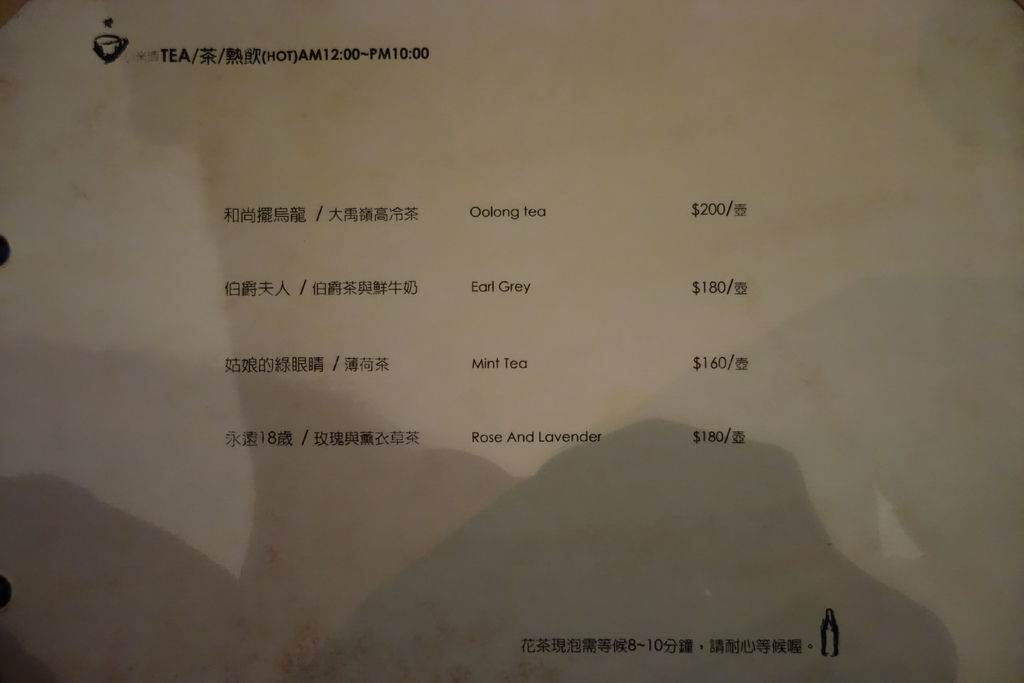 TEA/茶/熱飲(HOT)AM12:00~PM10:00
和尚擺烏龍 / 大禹嶺高冷茶 Oolong tea $200/壺
伯爵夫人 / 伯爵茶與鮮牛奶 Earl Grey $180/壺
姑娘的綠眼睛 / 薄荷茶 Mint Tea $160/壺
永遠18歲 / 玫瑰與薰衣草茶 Rose And Lavender $180/壺
花茶現泡需等候8~10分鐘，請耐心等候喔。